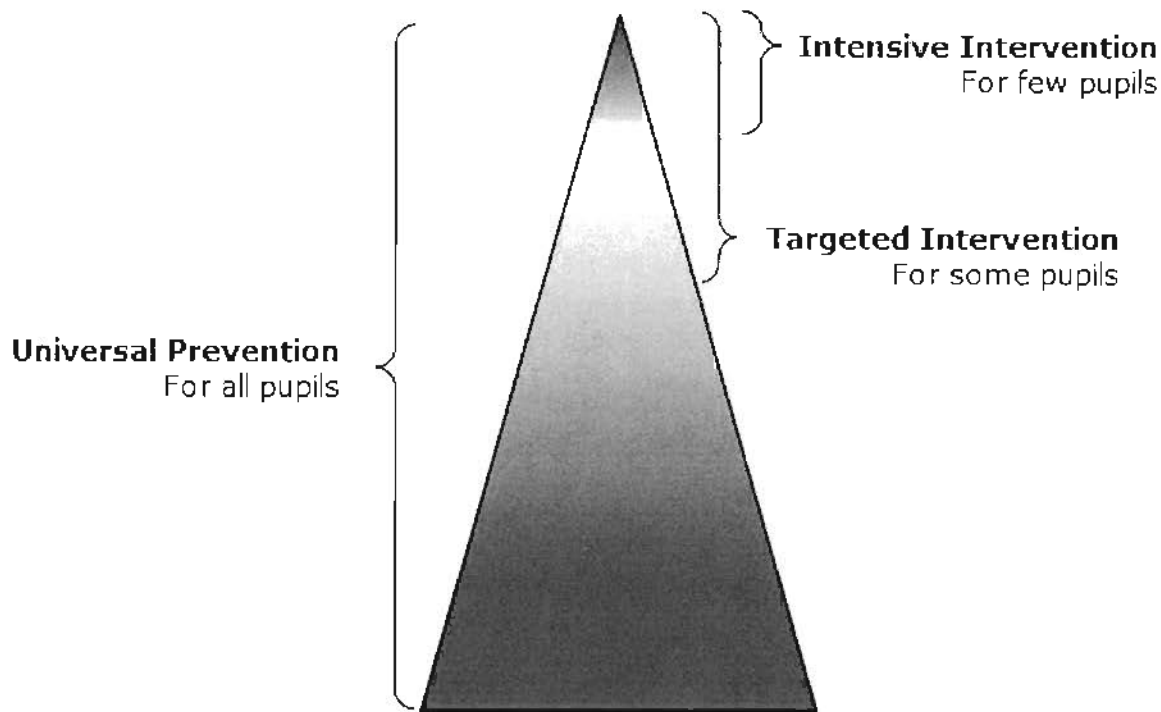 Intensive Intervention
For few pupils
Targeted Intervention
For some pupils
Universal Prevention
For all pupils